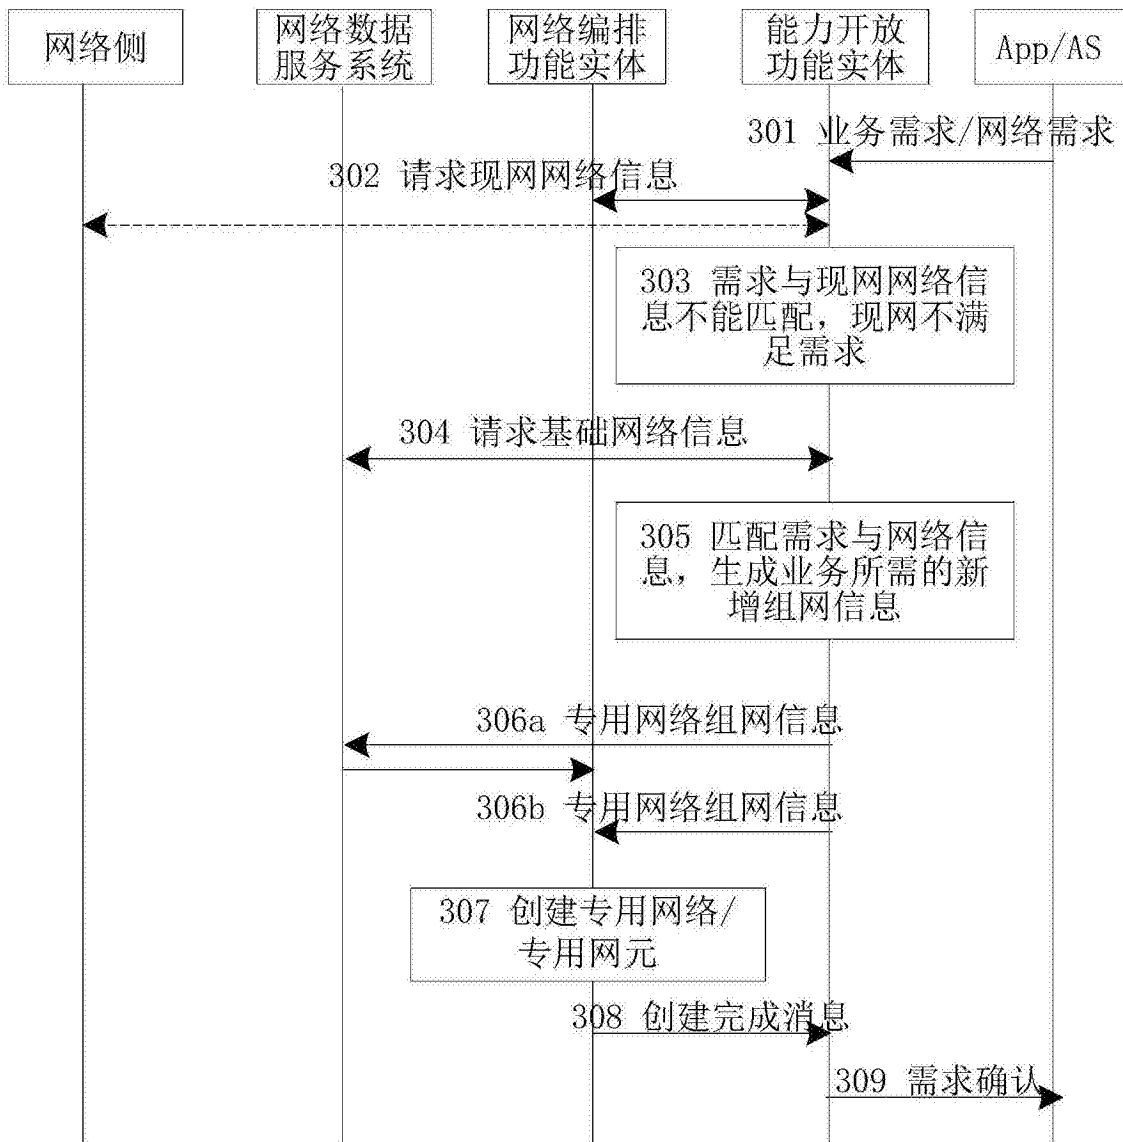 网络侧
网络数据
服务系统
网络编排
功能实体
能力开放
功能实体
App/AS
301 业务需求/网络需求
302 请求现网网络信息
303 需求与现网网络信
息不能匹配，现网不满
足需求
304 请求基础网络信息
305 匹配需求与网络信
息，生成业务所需的新
增组网信息
306a 专用网络组网信息
306b 专用网络组网信息
307 创建专用网络/
专用网元
308 创建完成消息
309 需求确认